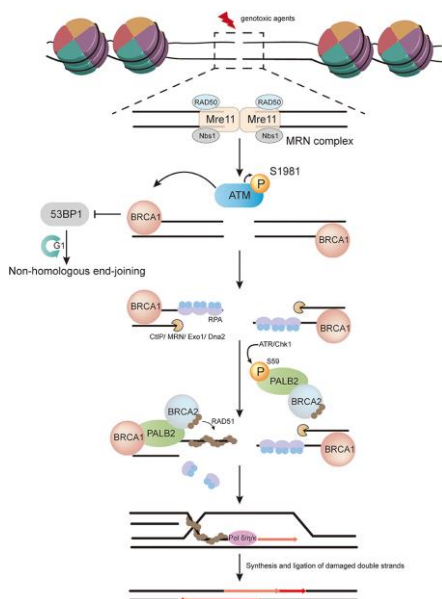 genotoxic agents
RAD50
RAD50
Mre11
Mre11
Nbs1
Nbs1
MRN complex
S1981
P
ATM
53BP1
BRCA1
BRCA1
G1
Non-homologous end-joining
BRCA1
RPA
CtIP/ MRN/ Exo1/ Dna2
BRCA1
ATR/Chk1
S59
P
PALB2
BRCA2
BRCA2
RAD51
PALB2
BRCA1
BRCA1
Pol δ/η/κ
Synthesis and ligation of damaged double strands